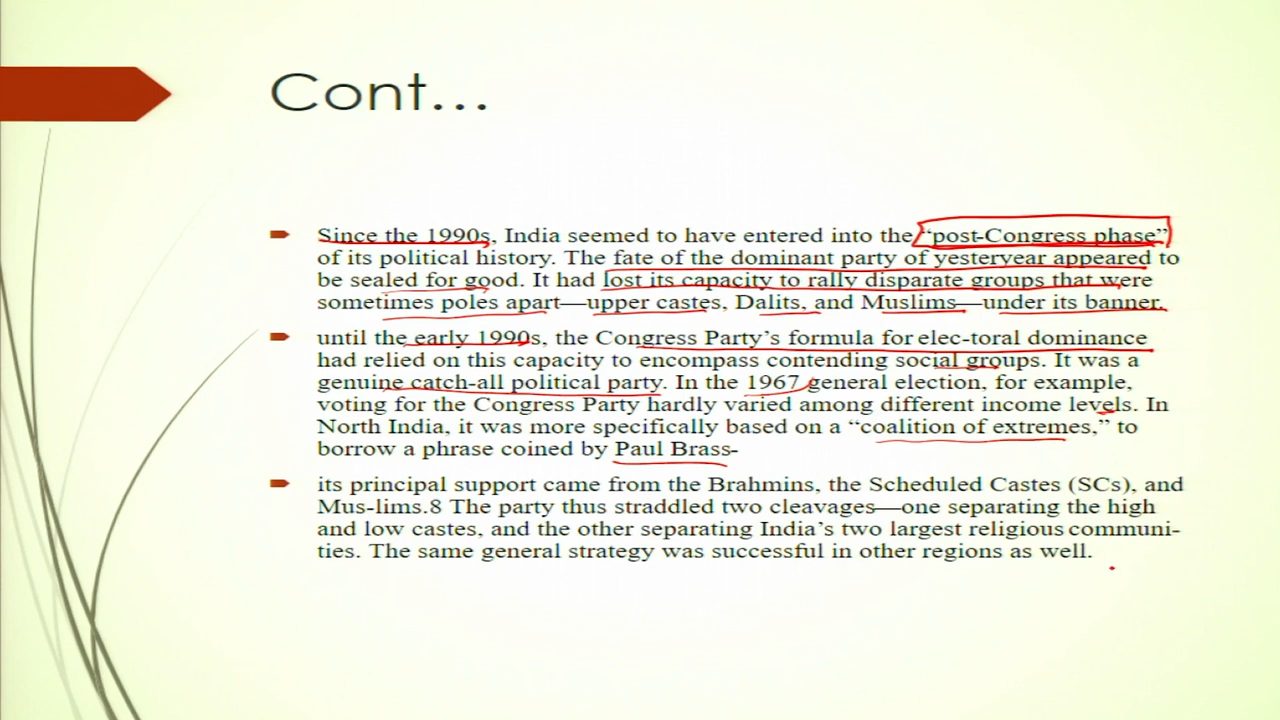 Cont...
Since the 1990s, India seemed to have entered into the “post-Congress phase”
of its political history. The fate of the dominant party of yesteryear appeared to
be sealed for good. It had lost its capacity to rally disparate groups that were
sometimes poles apart—upper castes, Dalits, and Muslims—under its banner.
until the early 1990s, the Congress Party’s formula for elec-toral dominance
had relied on this capacity to encompass contending social groups. It was a
genuine catch-all political party. In the 1967 general election, for example,
voting for the Congress Party hardly varied among different income levels. In
North India, it was more specifically based on a “coalition of extremes,” to
borrow a phrase coined by Paul Brass-
its principal support came from the Brahmins, the Scheduled Castes (SCs), and
Mus-lims.8 The party thus straddled two cleavages—one separating the high
and low castes, and the other separating India’s two largest religious communi-
ties. The same general strategy was successful in other regions as well.